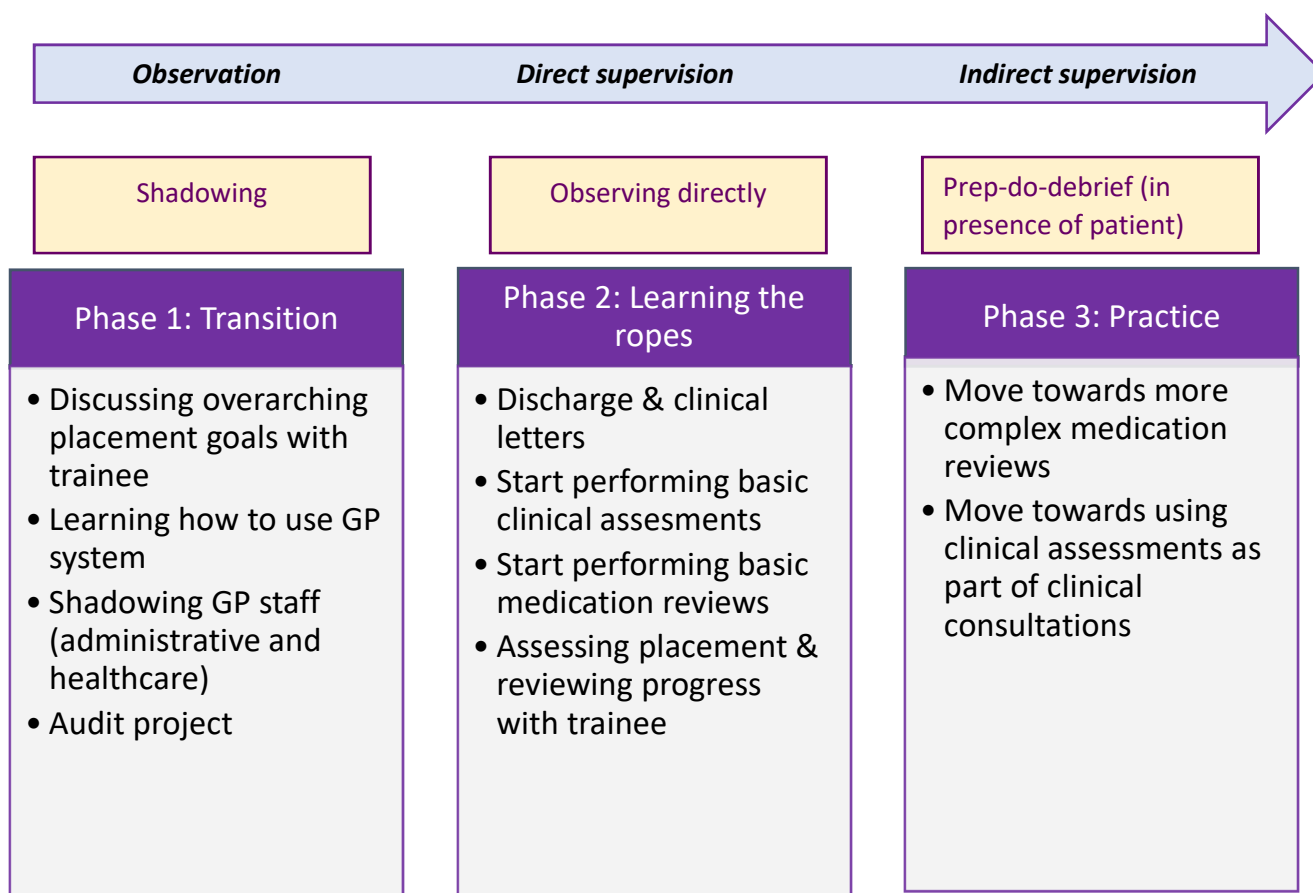 Observation Direct supervision Indirect supervision
Shadowing
Observing directly
Prep-do-debrief (in
presence of patient)
Phase 1: Transition
• Discussing overarching
placement goals with
trainee
• Learning how to use GP
system
• Shadowing GP staff
(administrative and
healthcare)
• Audit project
Phase 2: Learning the
ropes
• Discharge & clinical
letters
• Start performing basic
clinical assesments
• Start performing basic
medication reviews
• Assessing placement &
reviewing progress
with trainee
Phase 3: Practice
• Move towards more
complex medication
reviews
• Move towards using
clinical assessments as
part of clinical
consultations